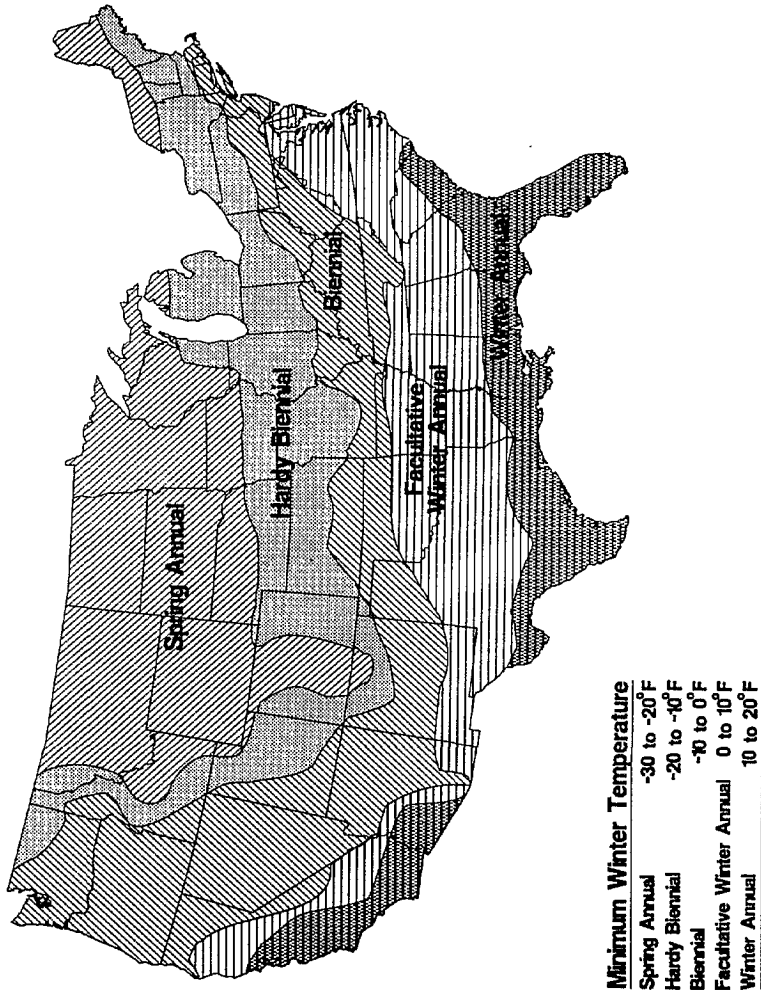 Spring Annual
Hardy Biennial
Biennial
Facultative
Winter Annual
Winter Annual
Minimum Winter Temperature
Spring Annual -30 to -20°F
Hardy Biennial -20 to -10°F
Biennial -10 to 0°F
Facultative Winter Annual 0 to 10°F
Winter Annual 10 to 20°F